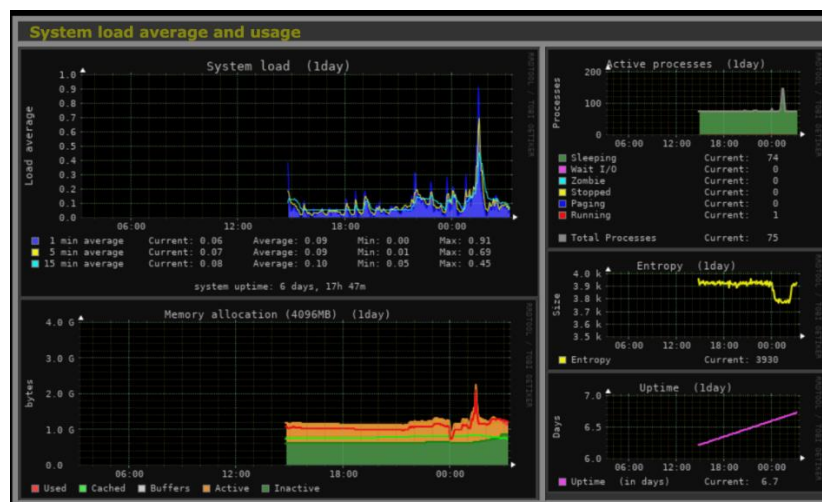 System load average and usage
System load (1day)
Load average
1.0
0.9
0.8
0.7
0.6
0.5
0.4
0.3
0.2
0.1
0.0
06:00 12:00 18:00 00:00
1 min average Current: 0.06 Average: 0.09 Min: 0.00 Max: 0.91
5 min average Current: 0.07 Average: 0.09 Min: 0.01 Max: 0.69
15 min average Current: 0.08 Average: 0.10 Min: 0.05 Max: 0.45
system uptime: 6 days, 17h 47m
RRDTOOL / TOBI OETIKER
Memory allocation (4096MB) (1day)
bytes
4.0 G
3.0 G
2.0 G
1.0 G
0.0
06:00 12:00 18:00 00:00
Used Cached Buffers Active Inactive
RRDTOOL / TOBI OETIKER
Active processes (1day)
Processes
200
100
0
06:00 12:00 18:00 00:00
Sleeping Current: 74
Wait I/O Current: 0
Zombie Current: 0
Stopped Current: 0
Paging Current: 0
Running Current: 1
Total Processes Current: 75
RRDTOOL / TOBI OETIKER
Entropy (1day)
Size
4.0 k
3.9 k
3.8 k
3.7 k
3.6 k
3.5 k
06:00 12:00 18:00 00:00
Entropy Current: 3930
Uptime (1day)
Days
7.0
6.5
6.0
06:00 12:00 18:00 00:00
Uptime (in days) Current: 6.7